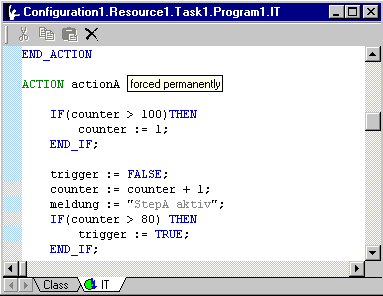 Configuration1.Resource1.Task1.Program1.IT
END_ACTION
ACTION actionA forced permanently
IF(counter > 100)THEN
counter := 1;
END_IF;
trigger := FALSE;
counter := counter + 1;
meldung := "StepA aktiv";
IF(counter > 80) THEN
trigger := TRUE;
END_IF;
Class IT